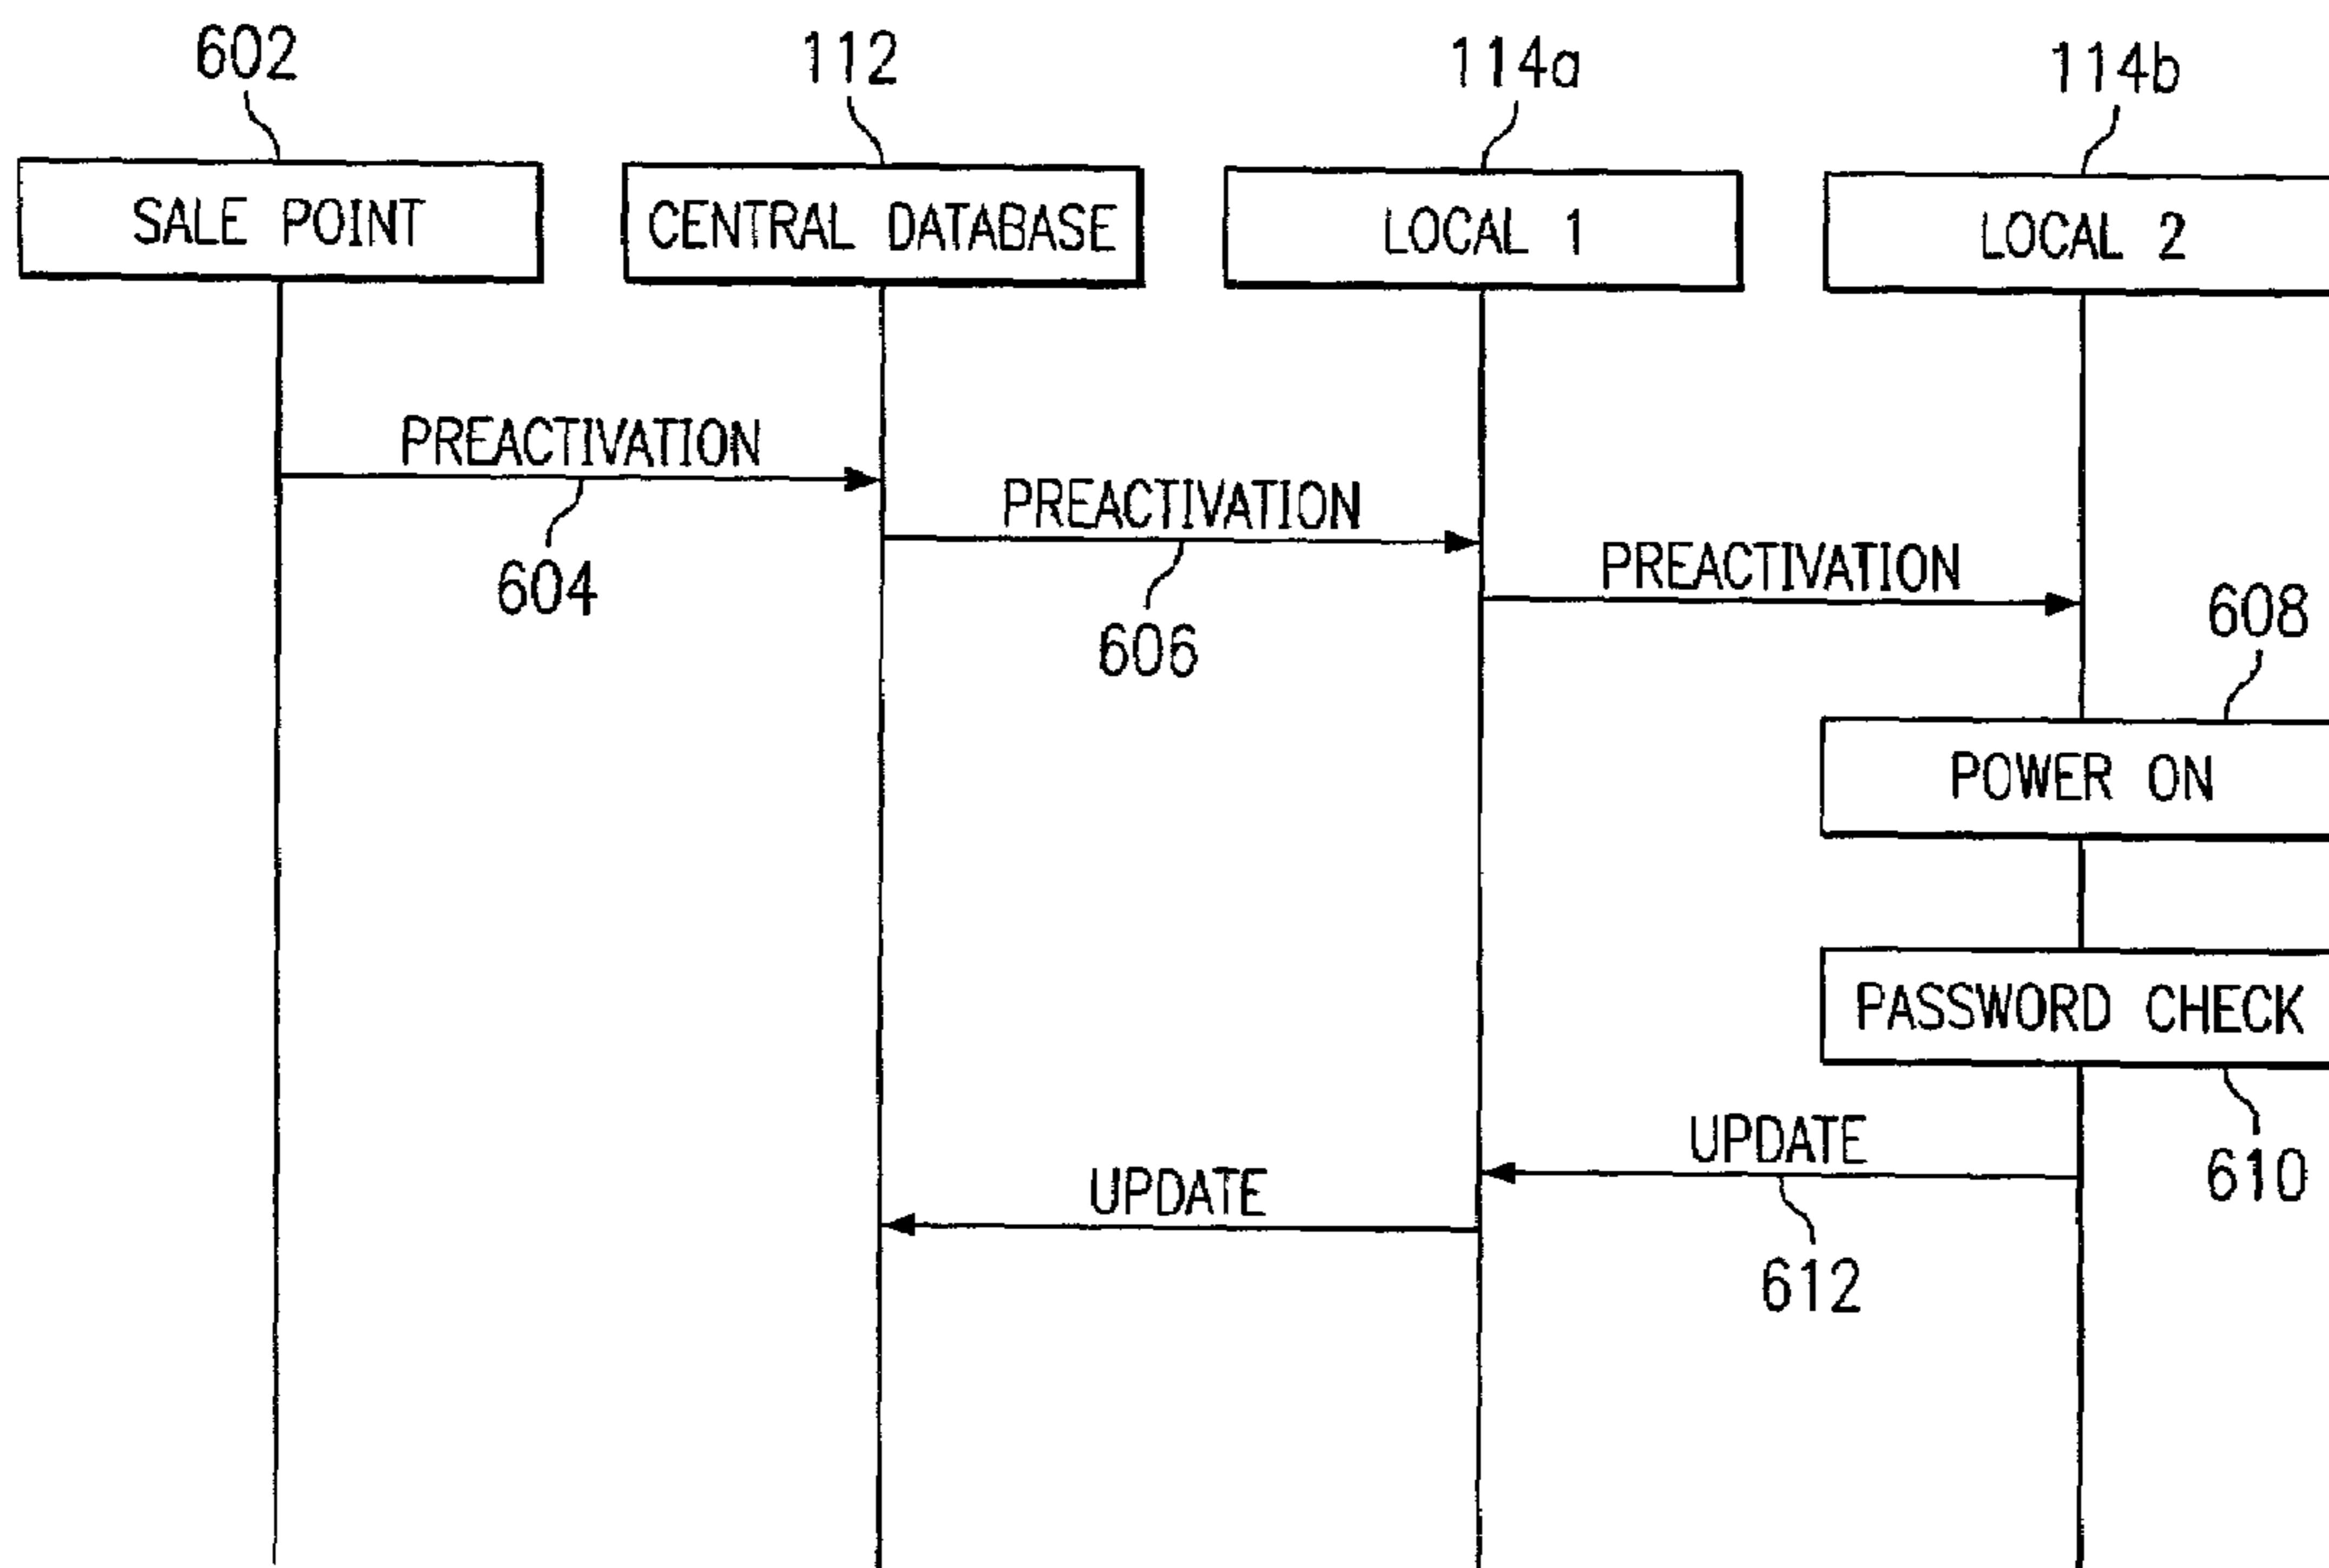 602
112
114a
114b
SALE POINT
CENTRAL DATABASE
LOCAL 1
LOCAL 2
PREACTIVATION
604
PREACTIVATION
606
PREACTIVATION
608
POWER ON
PASSWORD CHECK
610
UPDATE
612
UPDATE